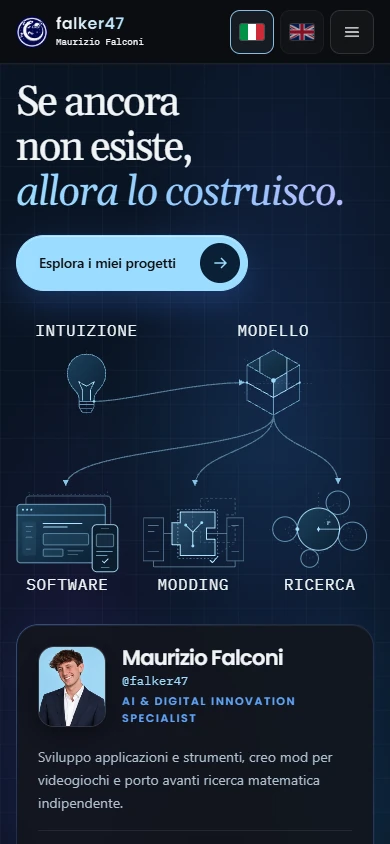 falker47
Maurizio Falconi
Se ancora
non esiste,
allora lo costruisco.
Esplora i miei progetti
INTUIZIONE
MODELLO
SOFTWARE
MODDING
RICERCA
Maurizio Falconi
@falker47
AI & DIGITAL INNOVATION
SPECIALIST
Sviluppo applicazioni e strumenti, creo mod per
videogiochi e porto avanti ricerca matematica
indipendente.